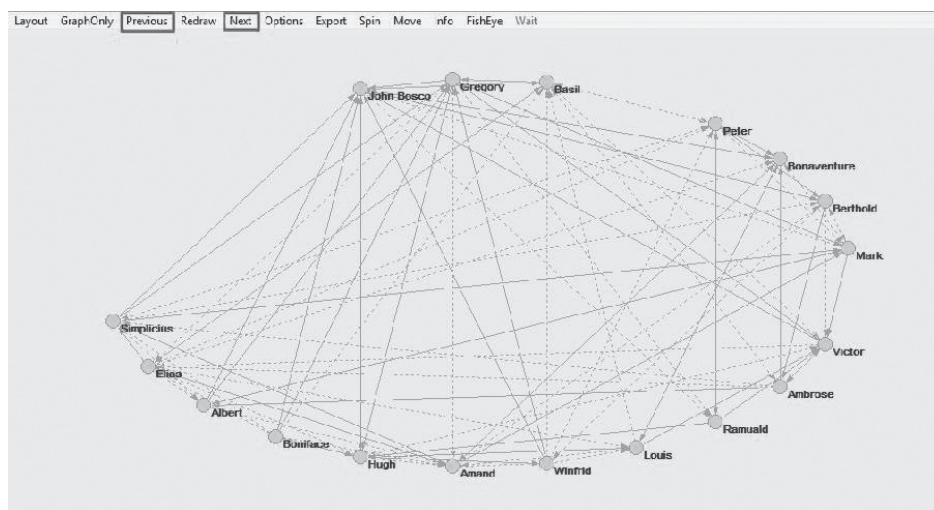 Layout GraphOnly Previous Redraw Next Options Export Spin Move Info FishEye Wait
John Bosco
Gregory
Basil
Peter
Bonaventure
Berthold
Mark
Simplicius
Elias
Victor
Albert
Ambrose
Ramuald
Boniface
Louis
Hugh
Amand
Winfrid